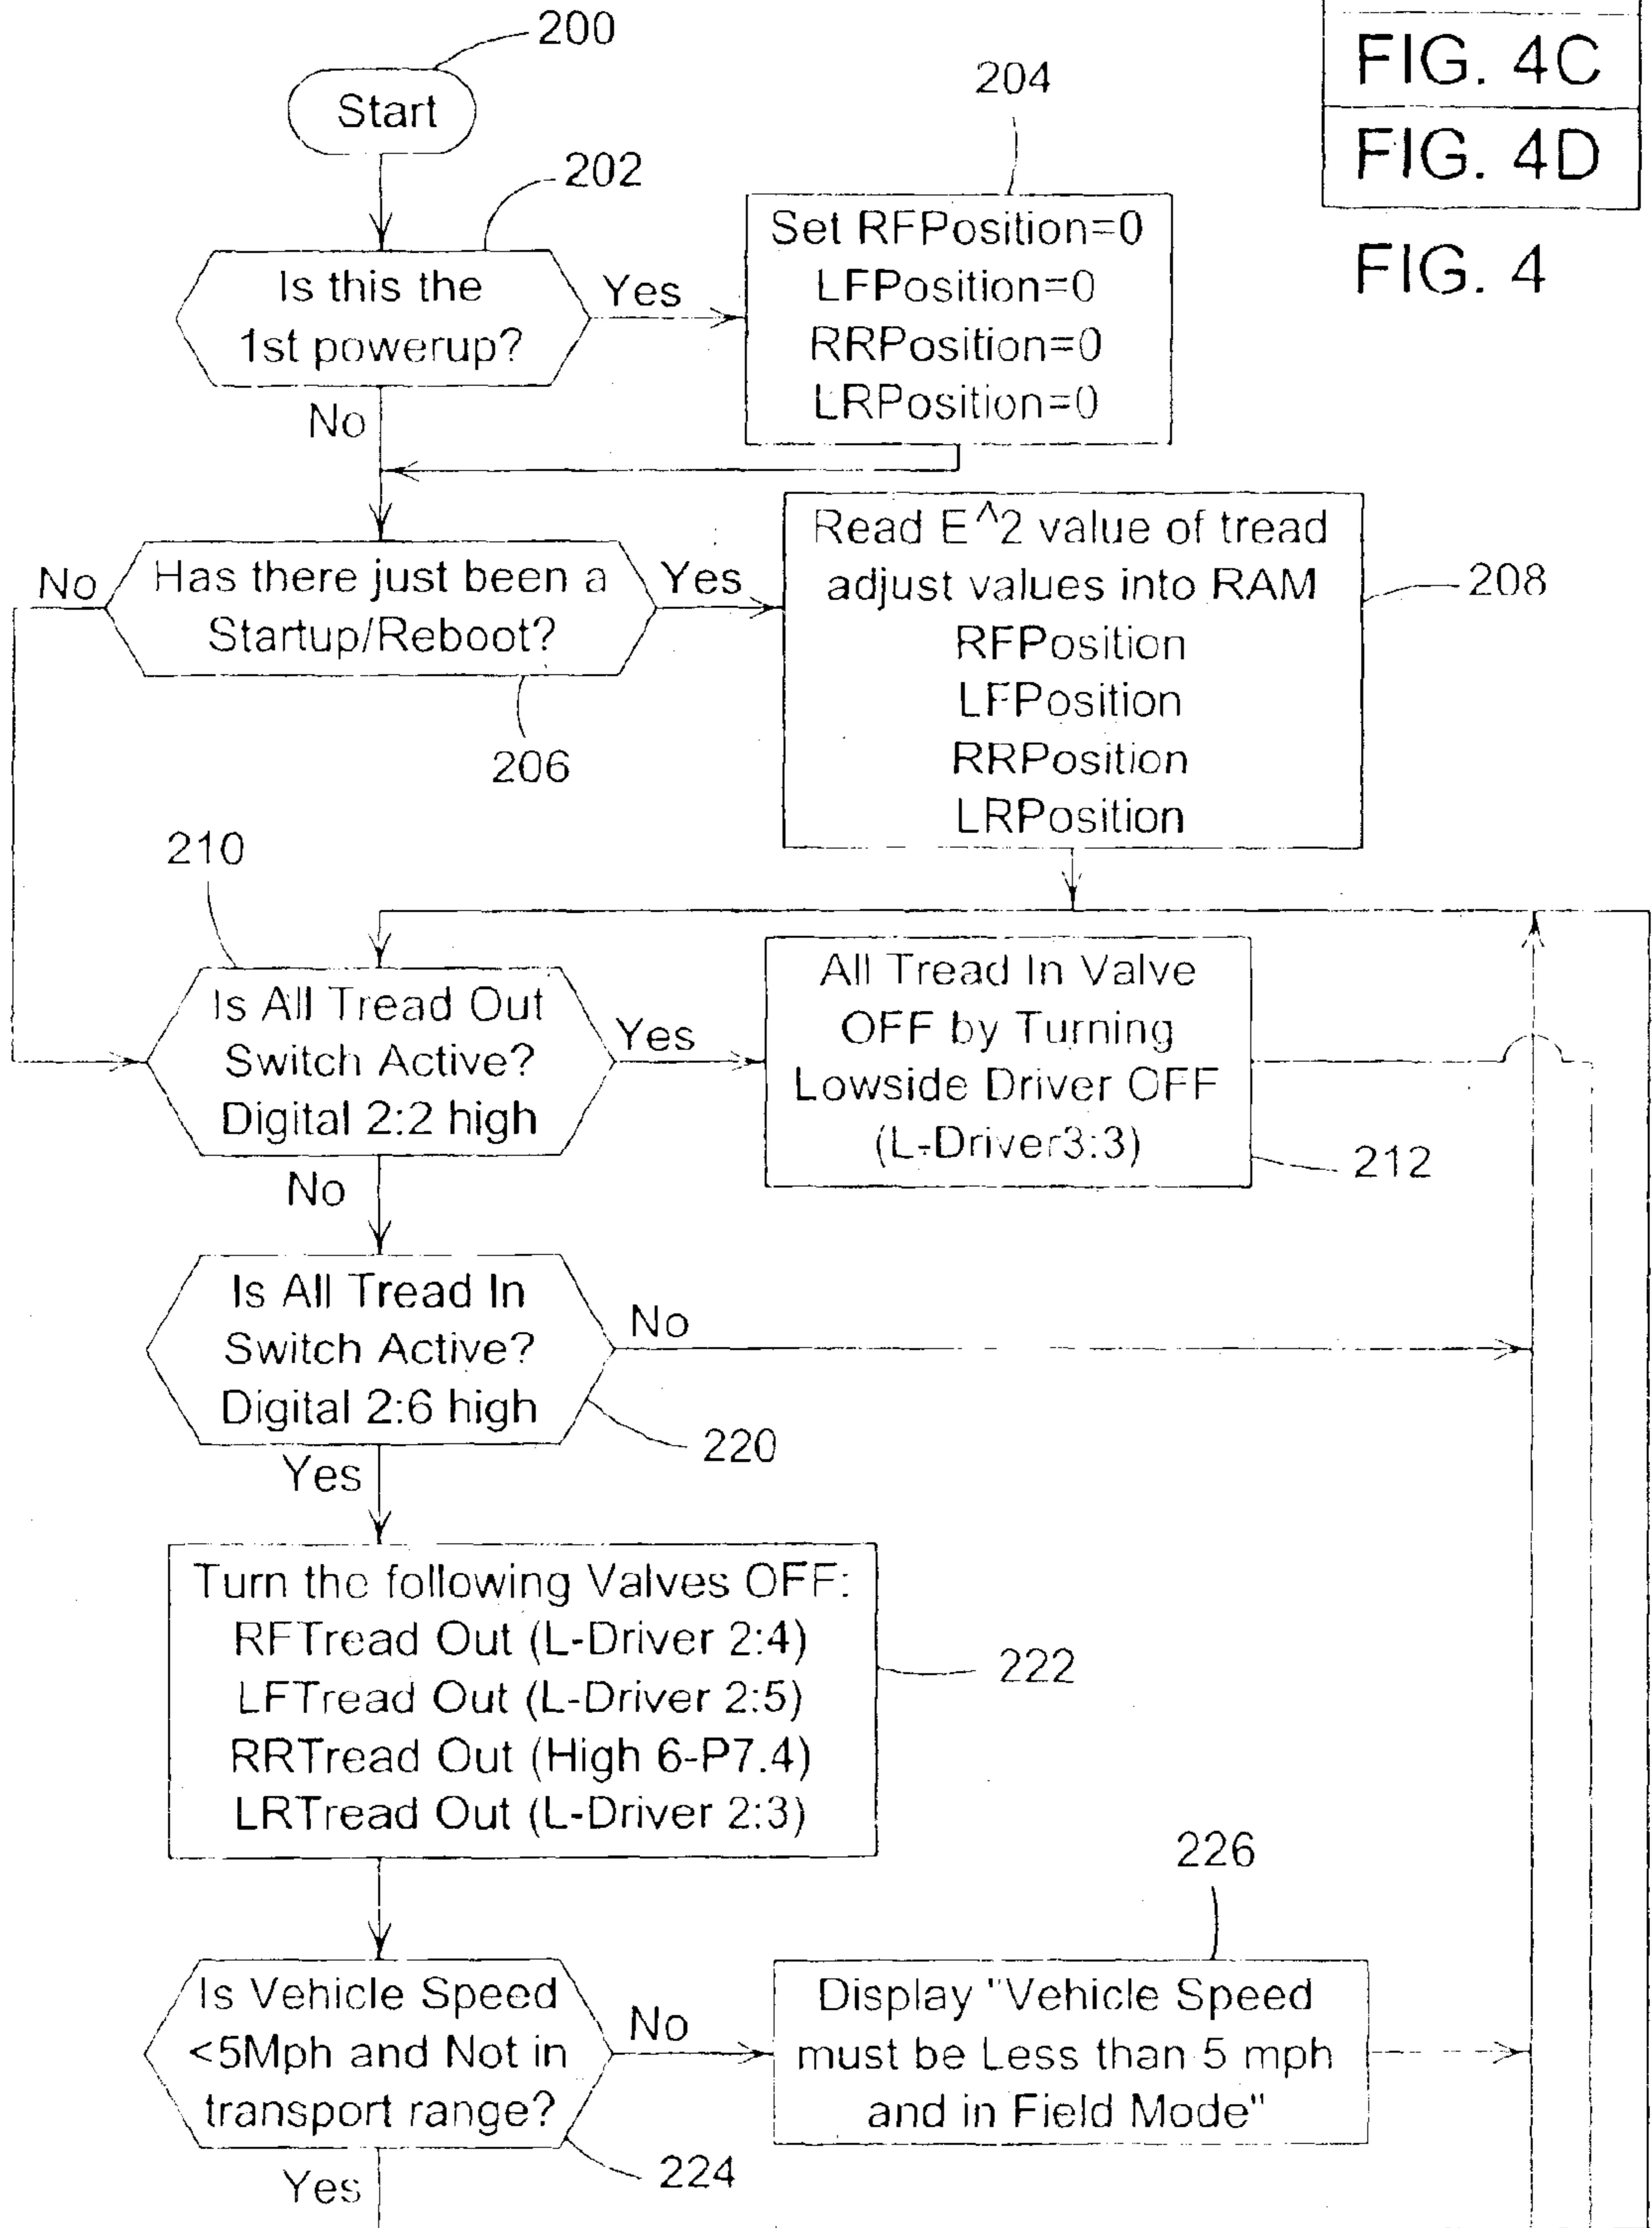 200
Start
FIG. 4C
FIG. 4D
FIG. 4
202
204
Is this the
1st powerup?
Yes
No
Set RFPosition=0
LFPosition=0
RRPosition=0
LRPosition=0
No
Has there just been a
Startup/Reboot?
Yes
206
Read E^2 value of tread
adjust values into RAM
RFPosition
LFPosition
RRPosition
LRPosition
208
210
Is All Tread Out
Switch Active?
Digital 2:2 high
Yes
No
All Tread In Valve
OFF by Turning
Lowside Driver OFF
(L-Driver3:3)
212
Is All Tread In
Switch Active?
Digital 2:6 high
No
220
Yes
Turn the following Valves OFF:
RFTread Out (L-Driver 2:4)
LFTread Out (L-Driver 2:5)
RRTread Out (High 6-P7.4)
LRTread Out (L-Driver 2:3)
222
Is Vehicle Speed
<5Mph and Not in
transport range?
No
224
Yes
226
Display "Vehicle Speed
must be Less than 5 mph
and in Field Mode"